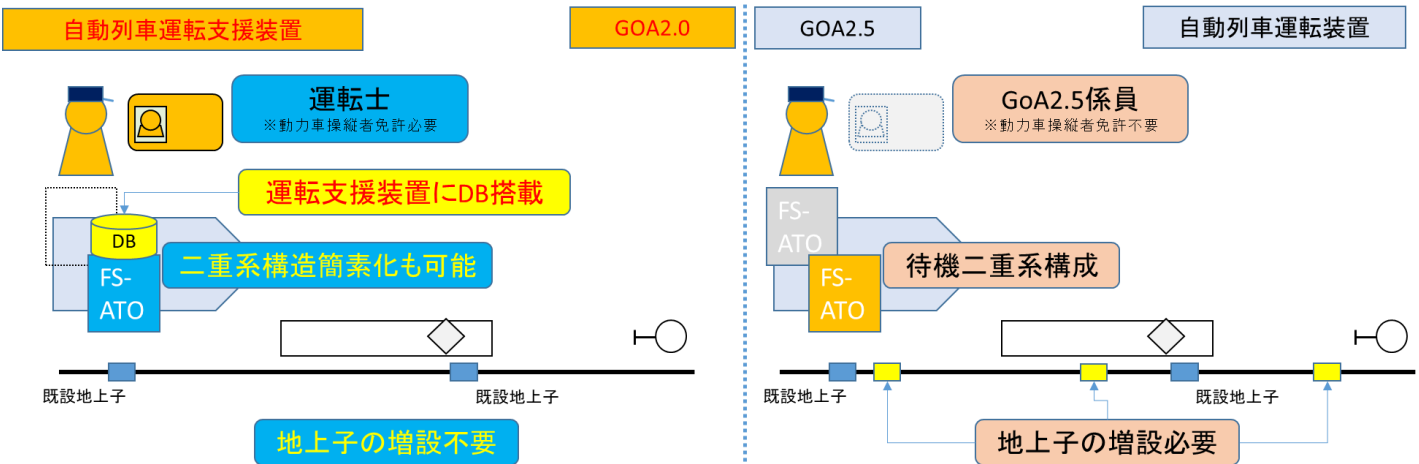 自動列車運転支援装置
GOA2.0
運転士
※動力車操縦者免許必要
運転支援装置にDB搭載
DB
二重系構造簡素化も可能
FS-
ATO
既設地上子
既設地上子
地上子の増設不要
GOA2.5
自動列車運転装置
GoA2.5係員
※動力車操縦者免許不要
FS-
ATO
待機二重系構成
FS-
ATO
既設地上子
既設地上子
地上子の増設必要